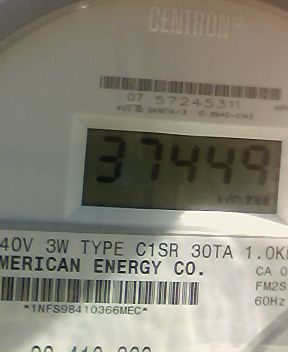 CENTRON
07 57245311
37449
kWh
40V 3W TYPE C1SR 30TA 1.0K
MERICAN ENERGY CO.
CA 0
FM2S
60Hz
*1NFS98410366MEC*